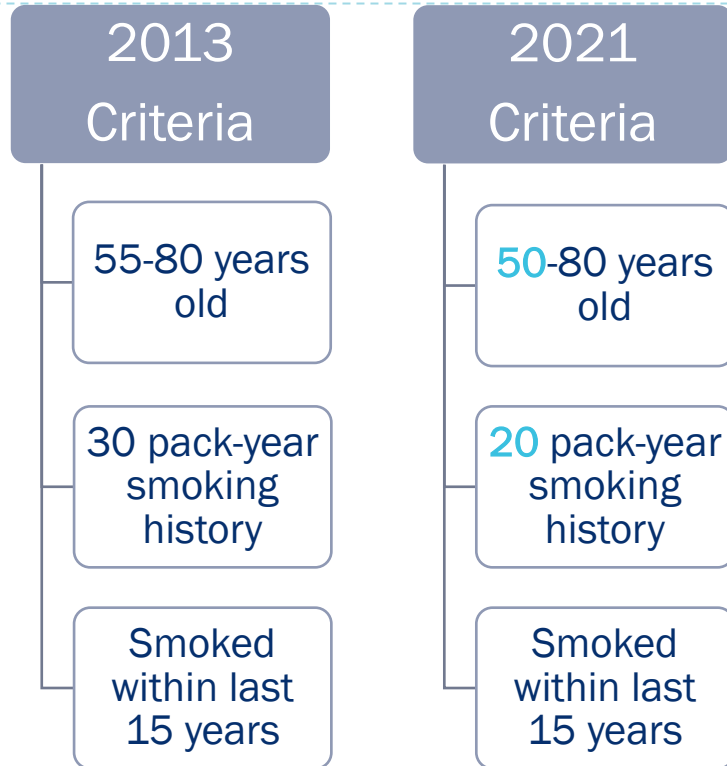 2013
Criteria
55-80 years
old
30 pack-year
smoking
history
Smoked
within last
15 years
2021
Criteria
50-80 years
old
20 pack-year
smoking
history
Smoked
within last
15 years